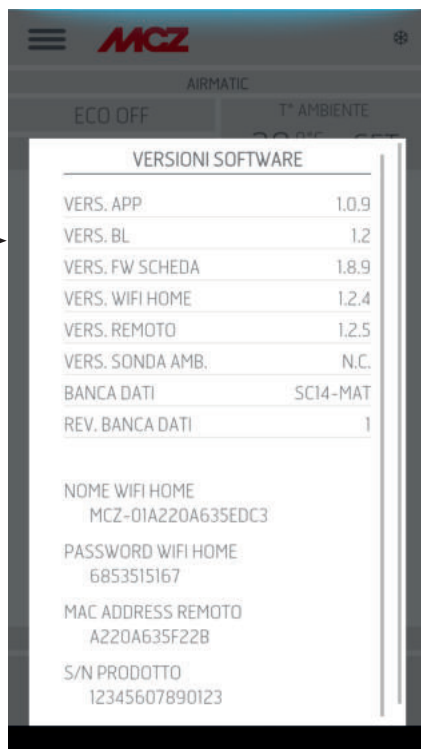 MCZ
AIRMATIC
ECO OFF
T° AMBIENTE
VERSIONI SOFTWARE
VERS. APP 1.0.9
VERS. BL 1.2
VERS. FW SCHEDA 1.8.9
VERS. WIFI HOME 1.2.4
VERS. REMOTO 1.2.5
VERS. SONDA AMB. N.C.
BANCA DATI SC14-MAT
REV. BANCA DATI 1
NOME WIFI HOME
MCZ-01A220A635EDC3
PASSWORD WIFI HOME
6853515167
MAC ADDRESS REMOTO
A220A635F22B
S/N PRODOTTO
12345607890123